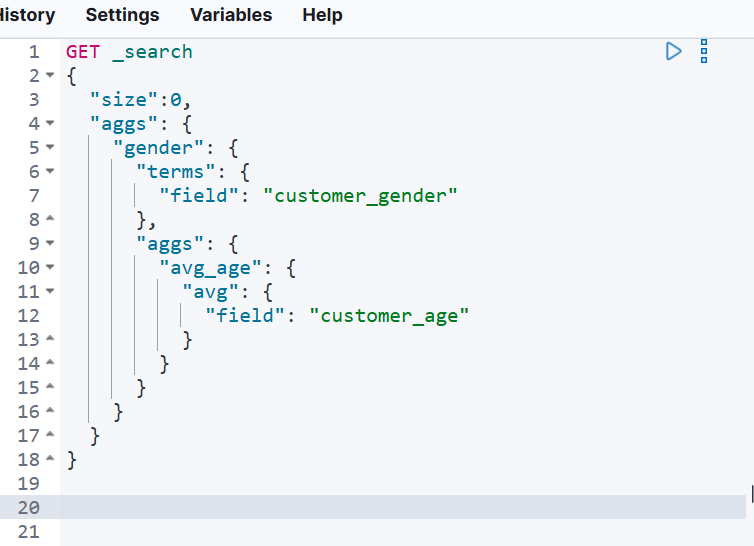 History Settings Variables Help
1 GET _search
2 {
3 "size":0,
4 "aggs": {
5 "gender": {
6 "terms": {
7 "field": "customer_gender"
8 },
9 "aggs": {
10 "avg_age": {
11 "avg": {
12 "field": "customer_age"
13 }
14 }
15 }
16 }
17 }
18 }
19
20
21